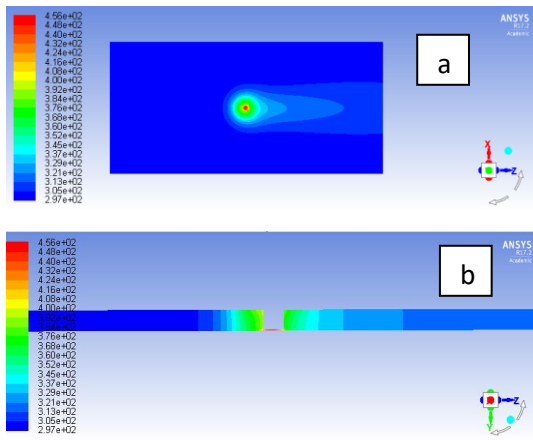 4.56e+02
4.48e+02
4.40e+02
4.32e+02
4.24e+02
4.16e+02
4.08e+02
4.00e+02
3.92e+02
3.84e+02
3.76e+02
3.68e+02
3.60e+02
3.52e+02
3.45e+02
3.37e+02
3.29e+02
3.21e+02
3.13e+02
3.05e+02
2.97e+02
ANSYS
R17.2
Academic
a
X
Z
4.56e+02
4.48e+02
4.40e+02
4.32e+02
4.24e+02
4.16e+02
4.08e+02
4.00e+02
3.76e+02
3.68e+02
3.60e+02
3.52e+02
3.45e+02
3.37e+02
3.29e+02
3.21e+02
3.13e+02
3.05e+02
2.97e+02
ANSYS
R17.2
Academic
b
Z
Y